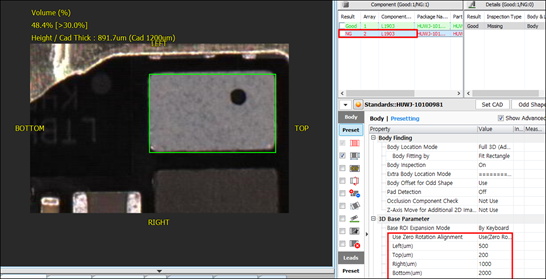 Volume (%)
48.4% [>30.0%]
Height / Cad Thick : 891.7um (Cad 1200um)
LEFT
BOTTOM
TOP
RIGHT
Component (Good:1/NG:1)
Details (Good:1/NG:0)
Result Array Component... Package Na... Part
Good 1 L1903 HUWJ-101...
NG 2 L1903 HUWJ-101...
Result Inspection-Type Body & L
Good Missing Body
Standards::HUWJ-10100981
Set CAD
Odd Shape
Body
Preset
Leads
Preset
Body | Presetting
Show Advanced
Property Value In... Mea...
Body Finding
Body Location Mode Full 3D (Ad...
Body Fitting by Fit Rectangle
Body Inspection On
Extra Body Location Mode ========...
Body Offset for Odd Shape Use
Pad Detection Off
Occlusion Component Check Not Use
Z-Axis Move for Additional 2D Ima... Not Use
3D Base Parameter
Base ROI Expansion Mode By Keyboard
Use Zero Rotation Alignment Use(Zero Ro...
Left(um) 500
Top(um) 200
Right(um) 1000
Bottom(um) 2000